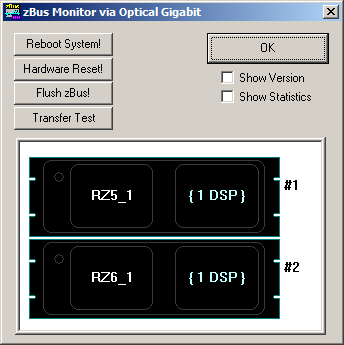 zBus Monitor via Optical Gigabit
Reboot System!
Hardware Reset!
Flush zBus!
Transfer Test
OK
Show Version
Show Statistics
RZ5_1 { 1 DSP } #1
RZ6_1 { 1 DSP } #2